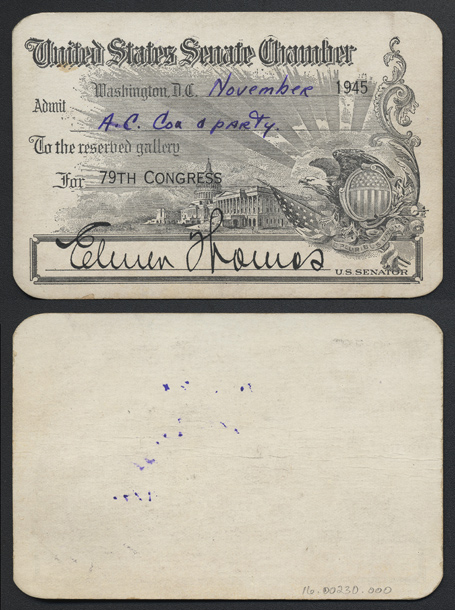 United States Senate Chamber
Washington, D.C. November 1945
Admit
A.C. Cox & party.
To the reserved gallery
For 79TH CONGRESS
Elmer Thomas
U.S. SENATOR
16.00230.000